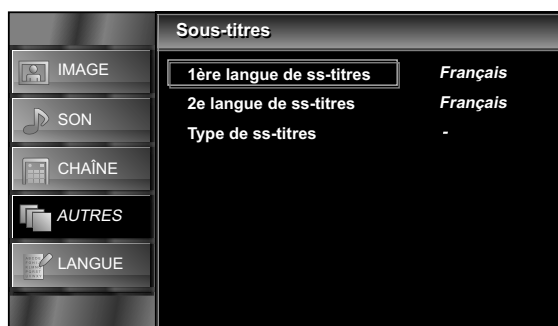 Sous-titres
IMAGE
SON
CHAÎNE
AUTRES
LANGUE
1ère langue de ss-titres Français
2e langue de ss-titres Français
Type de ss-titres -